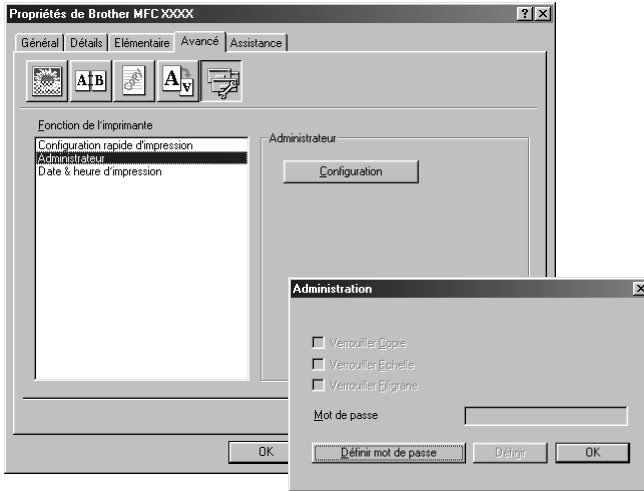 Propriétés de Brother MFC XXXX
Général Détails Elémentaire Avancé Assistance
A B
Copy
A A
Fonction de l'imprimante
Configuration rapide d'impression
Administrateur
Date & heure d'impression
Administrateur
Configuration
OK
Administration
Verrouiller Copie
Verrouiller Echelle
Verrouiller Filigrane
Mot de passe
Définir mot de passe Définir OK